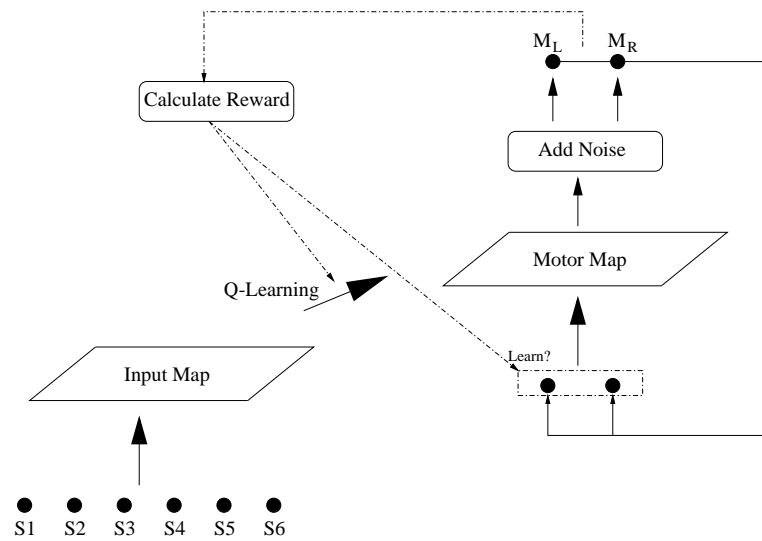 M_L M_R
Calculate Reward
Add Noise
Motor Map
Q-Learning
Learn?
Input Map
S1 S2 S3 S4 S5 S6